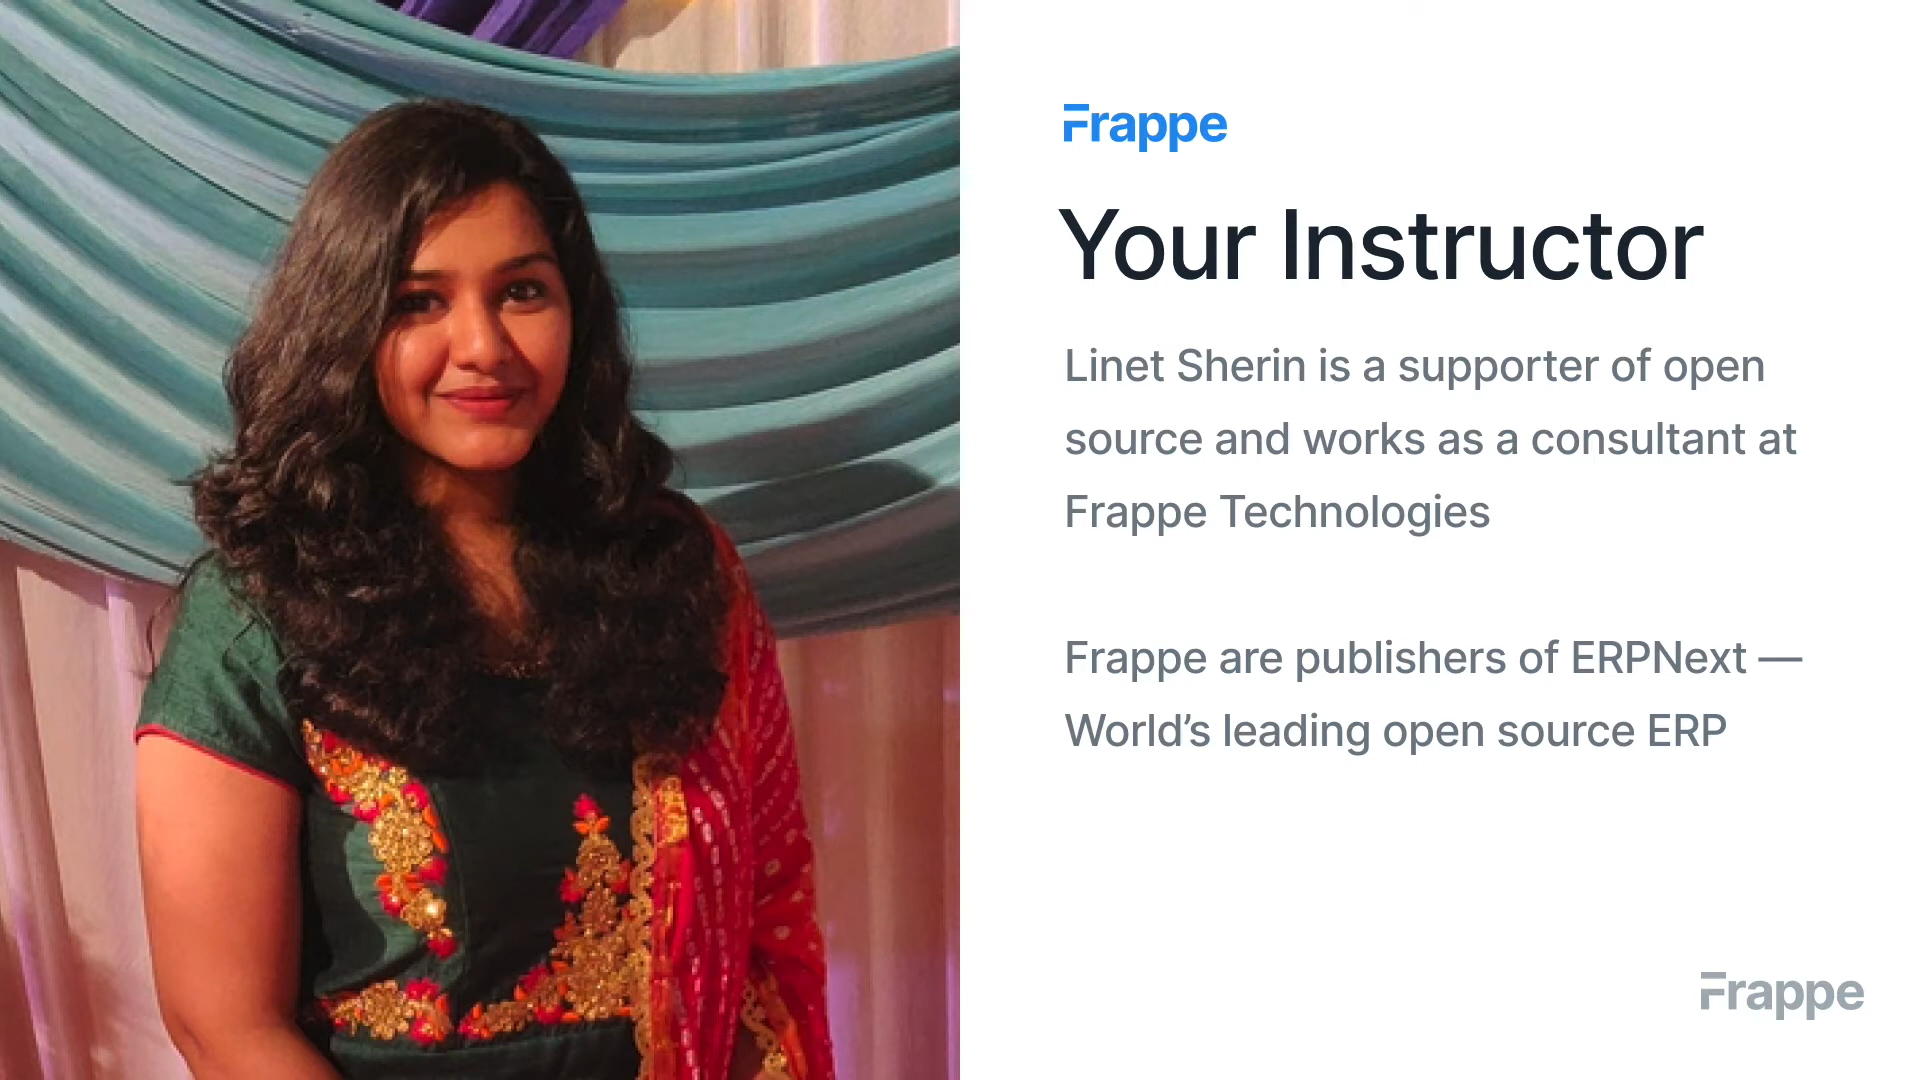 Frappe
Your Instructor
Linet Sherin is a supporter of open
source and works as a consultant at
Frappe Technologies
Frappe are publishers of ERPNext —
World’s leading open source ERP
Frappe